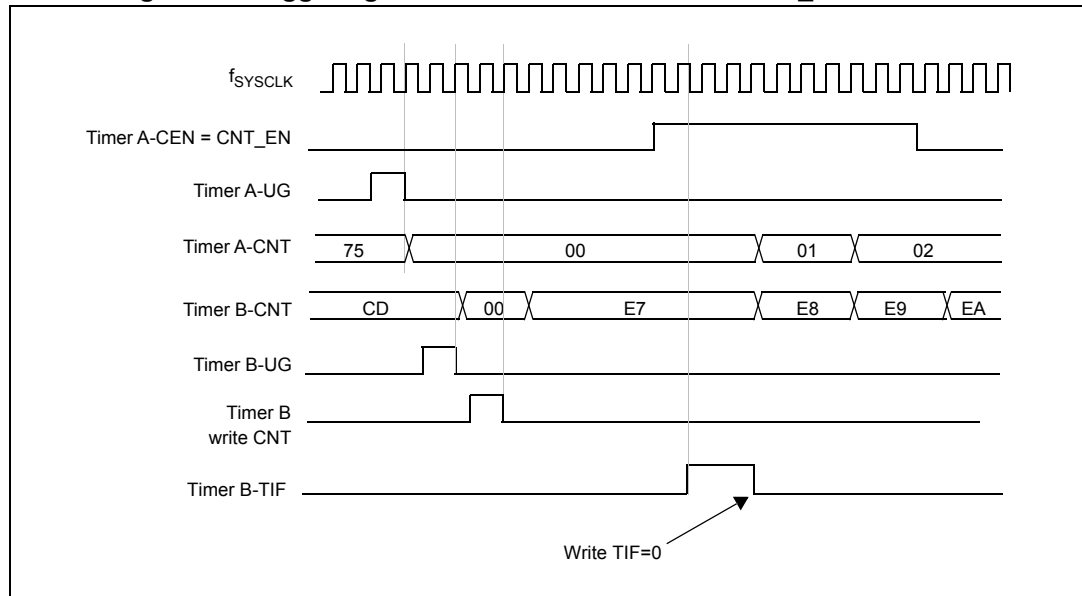 fSYSCLK
Timer A-CEN = CNT_EN
Timer A-UG
Timer A-CNT 75 00 01 02
Timer B-CNT CD 00 E7 E8 E9 EA
Timer B-UG
Timer B
write CNT
Timer B-TIF
Write TIF=0